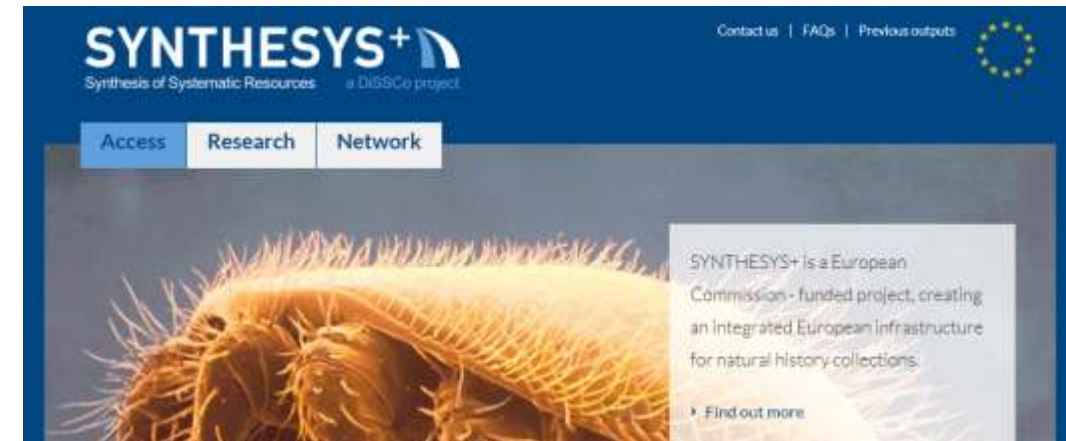 SYNTHESYS+
Synthesis of Systematic Resources a DiSSCo project
Contact us | FAQs | Previous outputs
Access Research Network
SYNTHESYS+ is a European
Commission - funded project, creating
an integrated European infrastructure
for natural history collections.
Find out more